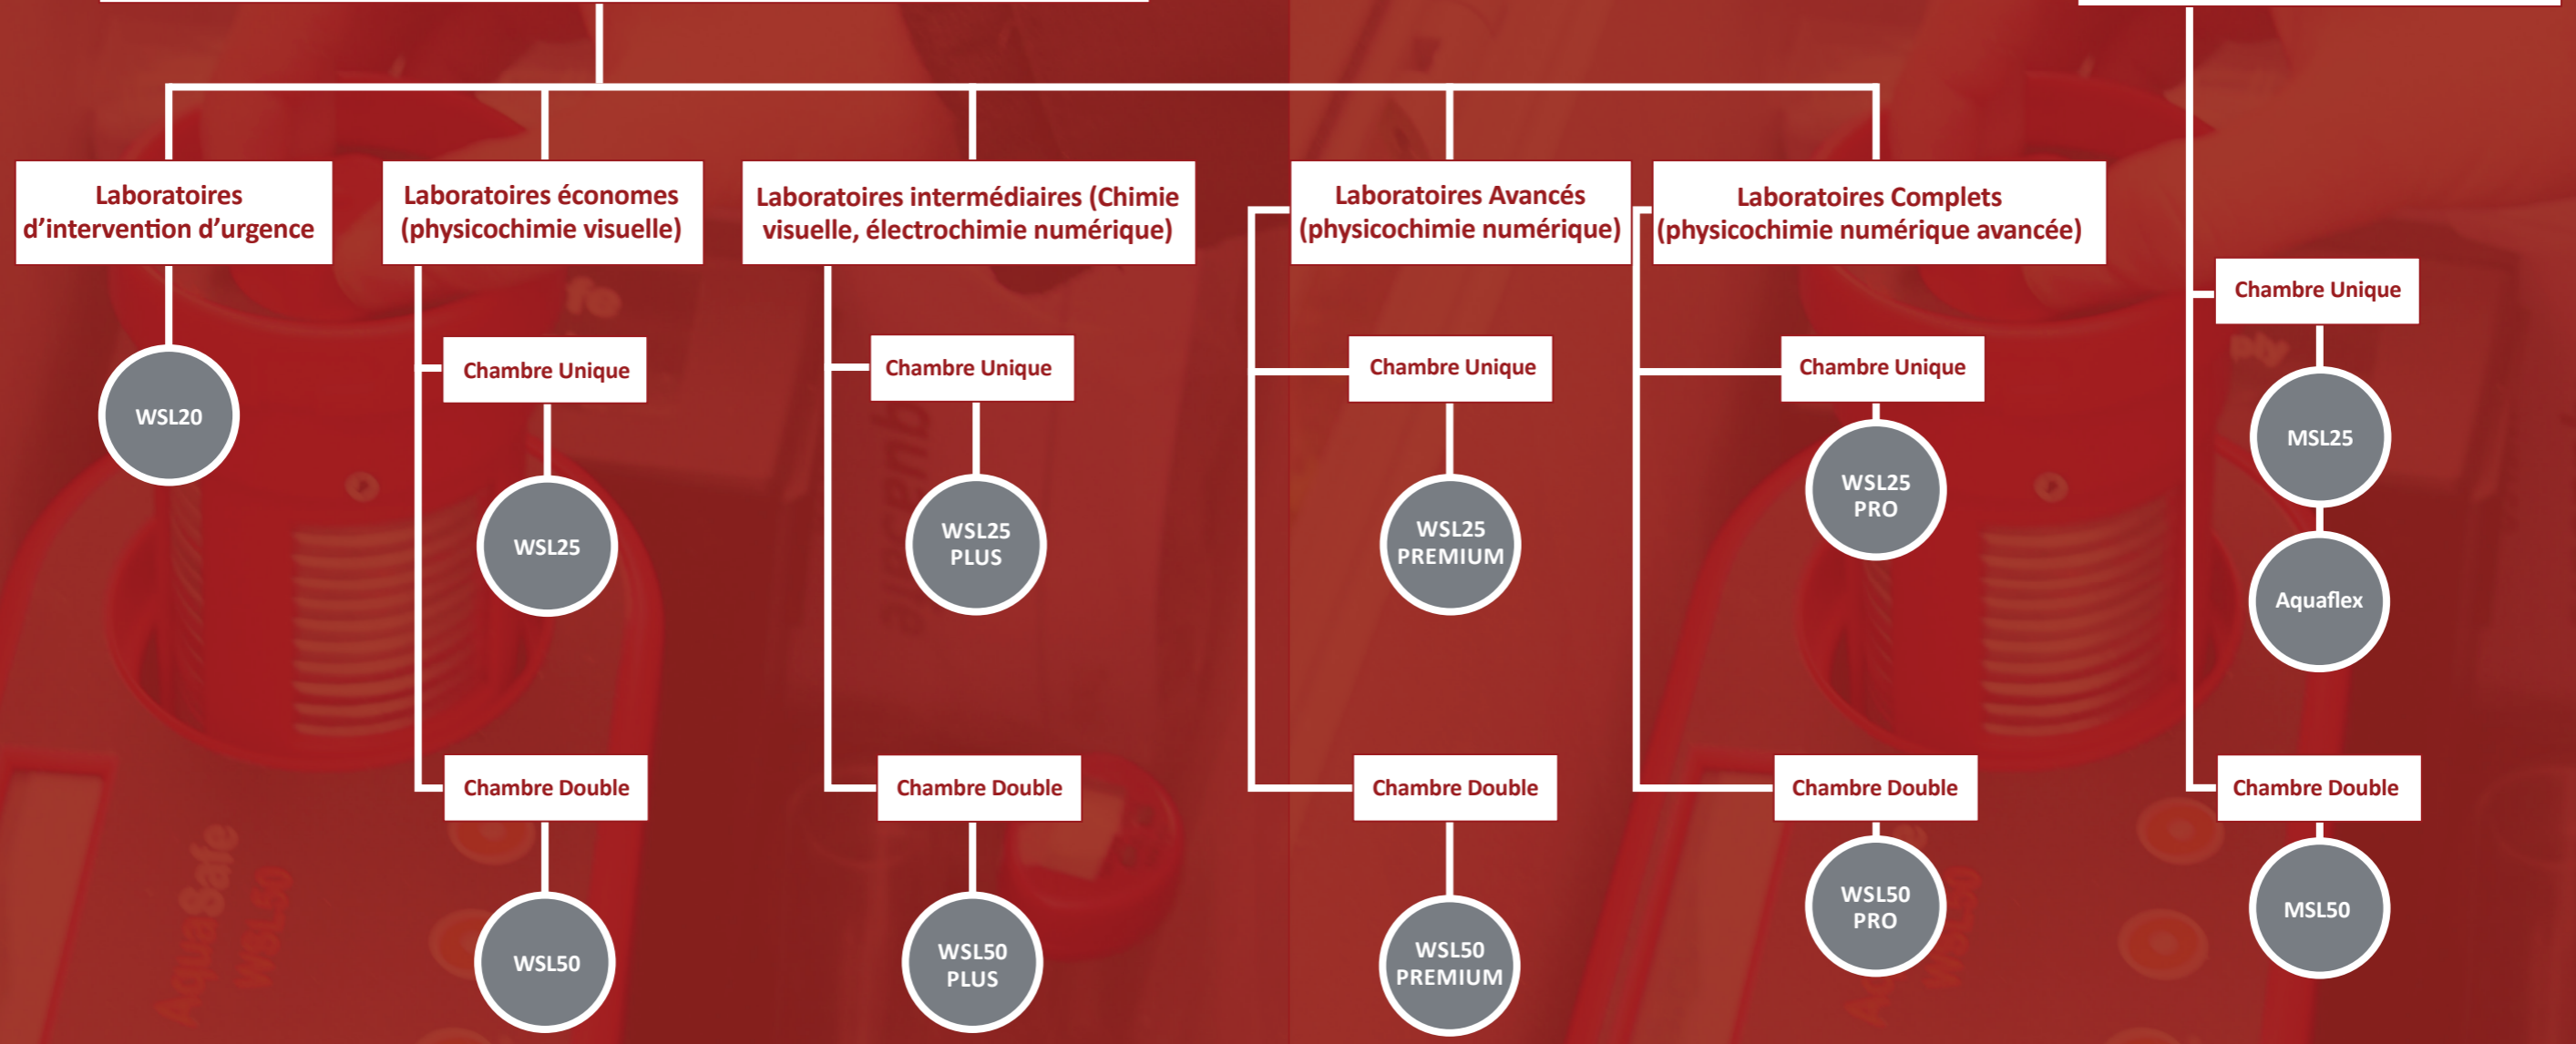 Laboratoires
d’intervention d’urgence
Laboratoires économes
(physicochimie visuelle)
Laboratoires intermédiaires (Chimie
visuelle, électrochimie numérique)
Laboratoires Avancés
(physicochimie numérique)
Laboratoires Complets
(physicochimie numérique avancée)
Chambre Unique
Chambre Unique
Chambre Unique
Chambre Unique
Chambre Unique
WSL20
WSL25
WSL25
PLUS
WSL25
PREMIUM
WSL25
PRO
MSL25
Aquaflex
Chambre Double
Chambre Double
Chambre Double
Chambre Double
Chambre Double
WSL50
WSL50
PLUS
WSL50
PREMIUM
WSL50
PRO
MSL50
AquaSafe
WSL50